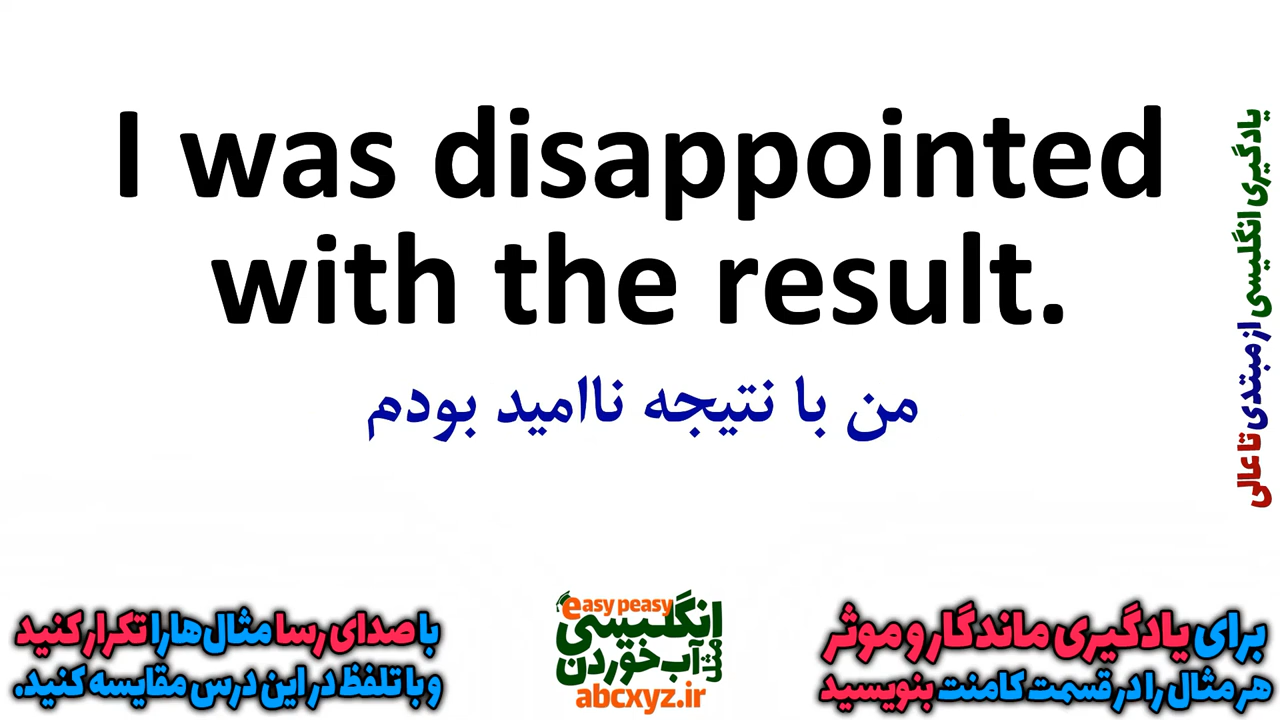 I was disappointed
with the result.
من با نتیجه ناامید بودم
یادگیری انگلیسی از مبتدی تا عالی
با صدای رسا مثال‌ها را تکرار کنید
و با تلفظ در این درس مقایسه کنید.
easy peasy
انگلیسی
مثل
آب خوردن
abcxyz.ir
برای یادگیری ماندگار و موثر
هر مثال را در قسمت کامنت بنویسید